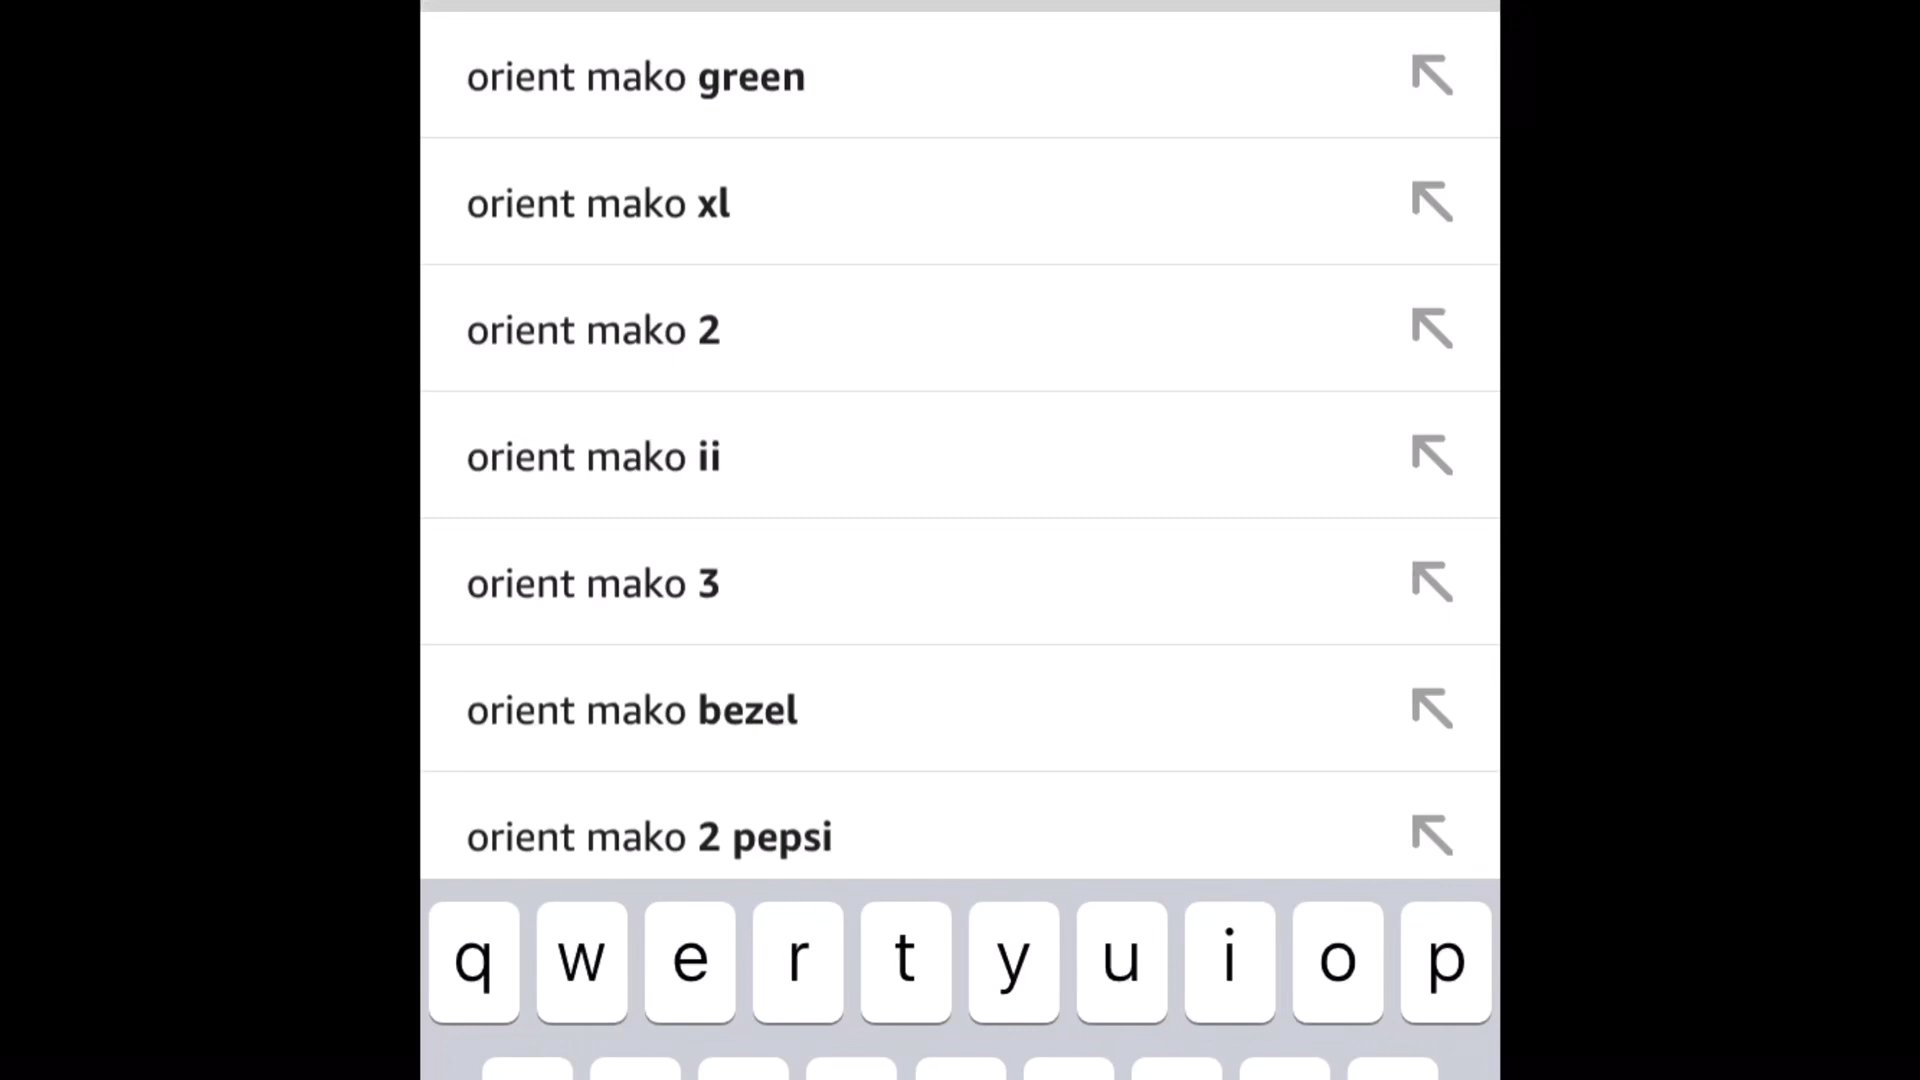 orient mako green
orient mako xl
orient mako 2
orient mako ii
orient mako 3
orient mako bezel
orient mako 2 pepsi
q w e r t y u i o p